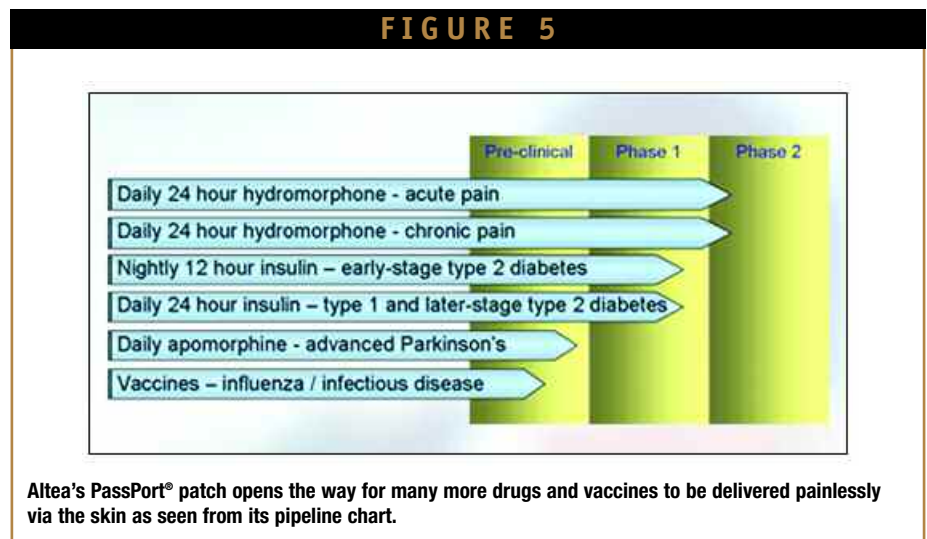 FIGURE 5
Pre-clinical Phase 1 Phase 2
Daily 24 hour hydromorphone - acute pain
Daily 24 hour hydromorphone - chronic pain
Nightly 12 hour insulin – early-stage type 2 diabetes
Daily 24 hour insulin – type 1 and later-stage type 2 diabetes
Daily apomorphine - advanced Parkinson's
Vaccines – influenza / infectious disease
Altea's PassPort® patch opens the way for many more drugs and vaccines to be delivered painlessly
via the skin as seen from its pipeline chart.